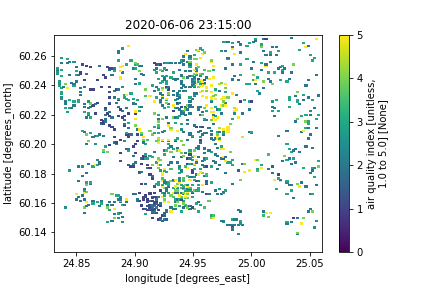 2020-06-06 23:15:00
60.26
60.24
60.22
60.20
60.18
60.16
60.14
latitude [degrees_north]
24.85 24.90 24.95 25.00 25.05
longitude [degrees_east]
5
4
3
2
1
0
air quality index [unitless,
1.0 to 5.0] [None]